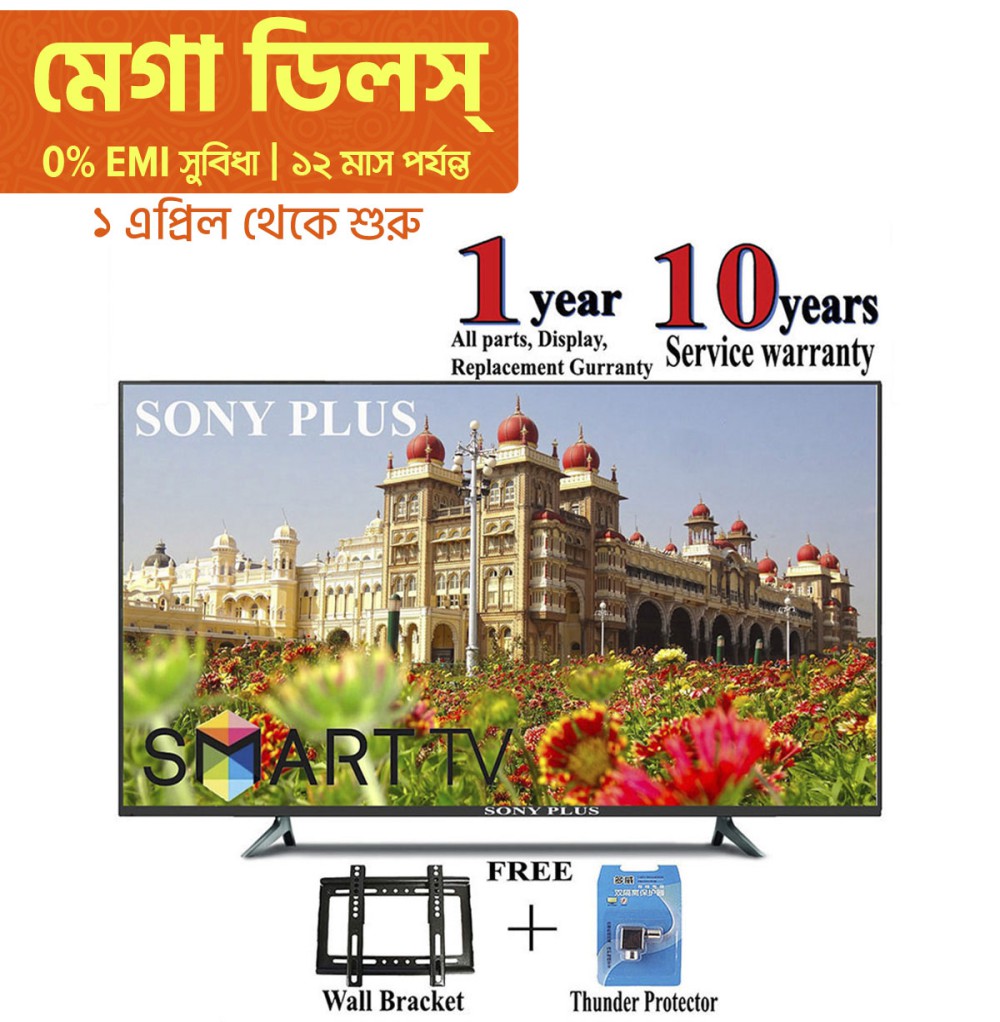 মেগা ডিলস্
0% EMI সুবিধা | ১২ মাস পর্যন্ত
১ এপ্রিল থেকে শুরু
1 year
All parts, Display,
Replacement Gurranty
10 years
Service warranty
SONY PLUS
SMART TV
SONY PLUS
FREE
+
Wall Bracket
Thunder Protector